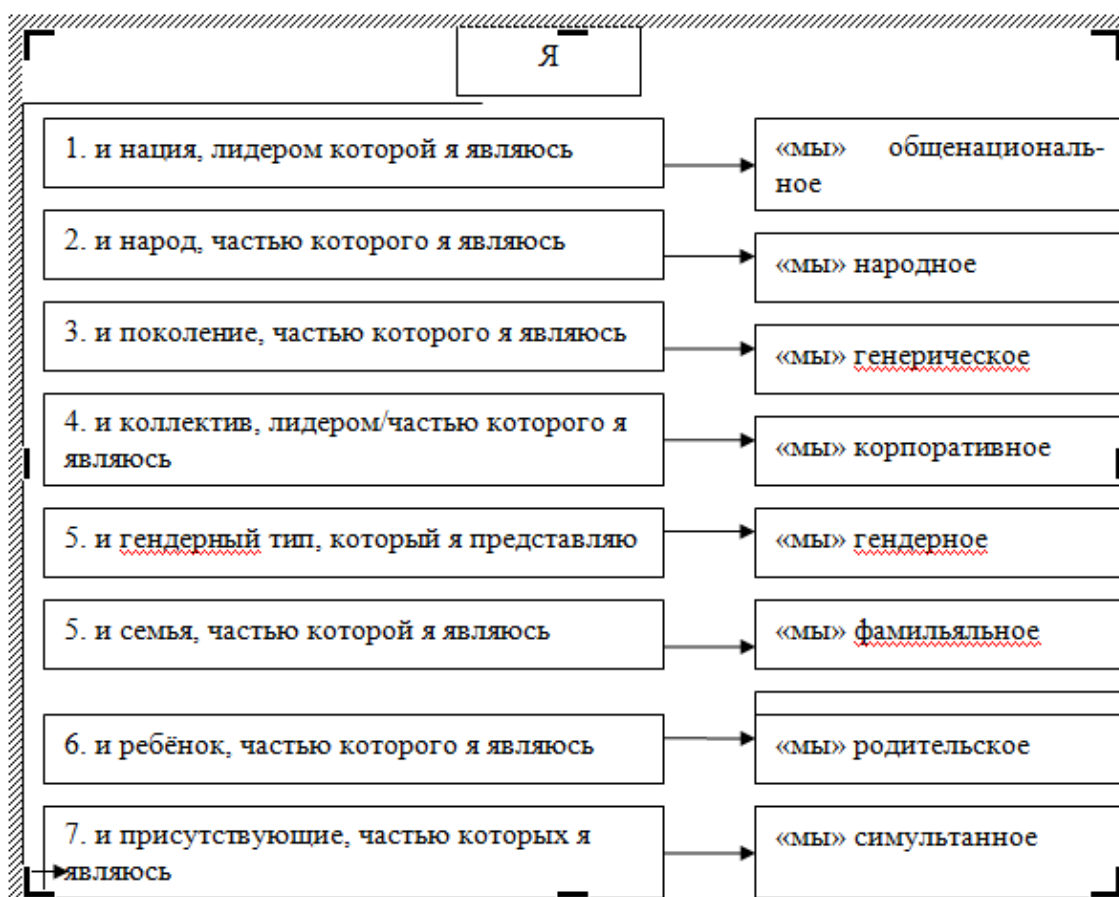 Я
1. и нация, лидером которой я являюсь
«мы» общенациональ-
ное
2. и народ, частью которого я являюсь
«мы» народное
3. и поколение, частью которого я являюсь
«мы» генерическое
4. и коллектив, лидером/частью которого я
являюсь
«мы» корпоративное
5. и гендерный тип, который я представляю
«мы» гендерное
5. и семья, частью которой я являюсь
«мы» фамильяльное
6. и ребёнок, частью которого я являюсь
«мы» родительское
7. и присутствующие, частью которых я
являюсь
«мы» симультанное